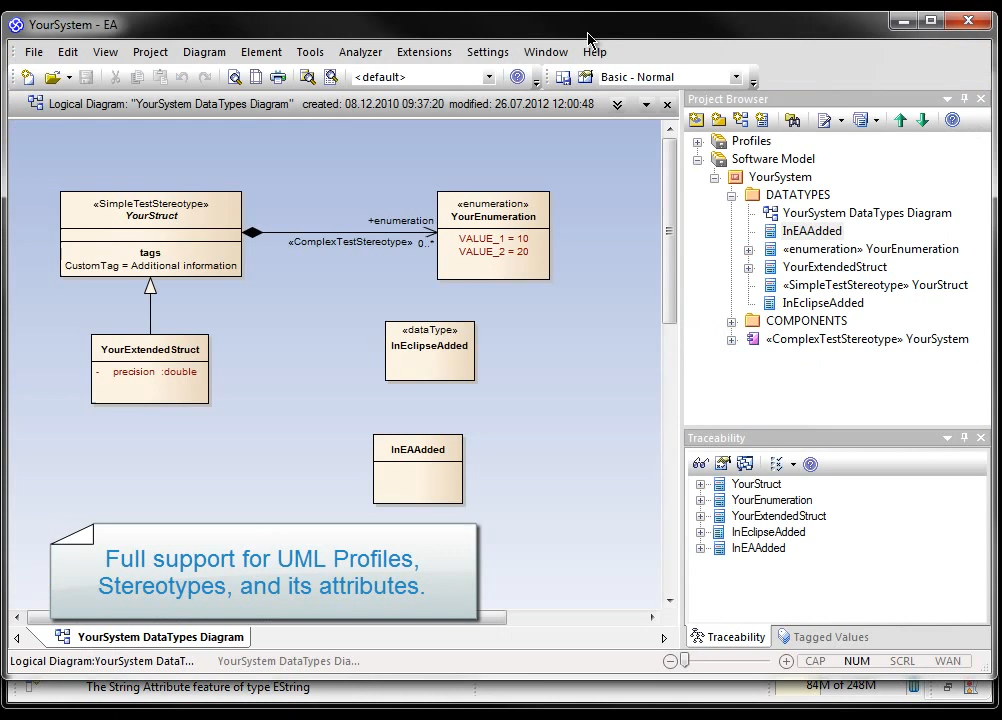 YourSystem - EA
File Edit View Project Diagram Element Tools Analyzer Extensions Settings Window Help
<default>
Basic - Normal
Logical Diagram: "YourSystem DataTypes Diagram" created: 08.12.2010 09:37:20 modified: 26.07.2012 12:00:48
«SimpleTestStereotype»
YourStruct
tags
CustomTag = Additional information
+enumeration
«ComplexTestStereotype» 0..*
«enumeration»
YourEnumeration
VALUE_1 = 10
VALUE_2 = 20
YourExtendedStruct
- precision :double
«dataType»
InEclipseAdded
InEAAdded
Full support for UML Profiles,
Stereotypes, and its attributes.
YourSystem DataTypes Diagram
Project Browser
Profiles
Software Model
YourSystem
DATATYPES
YourSystem DataTypes Diagram
InEAAdded
«enumeration» YourEnumeration
YourExtendedStruct
«SimpleTestStereotype» YourStruct
InEclipseAdded
COMPONENTS
«ComplexTestStereotype» YourSystem
Traceability
YourStruct
YourEnumeration
YourExtendedStruct
InEclipseAdded
InEAAdded
Traceability Tagged Values
Logical Diagram:YourSystem DataT... YourSystem DataTypes Dia...
CAP NUM SCRL WAN
The String Attribute feature of type EString
84M of 248M